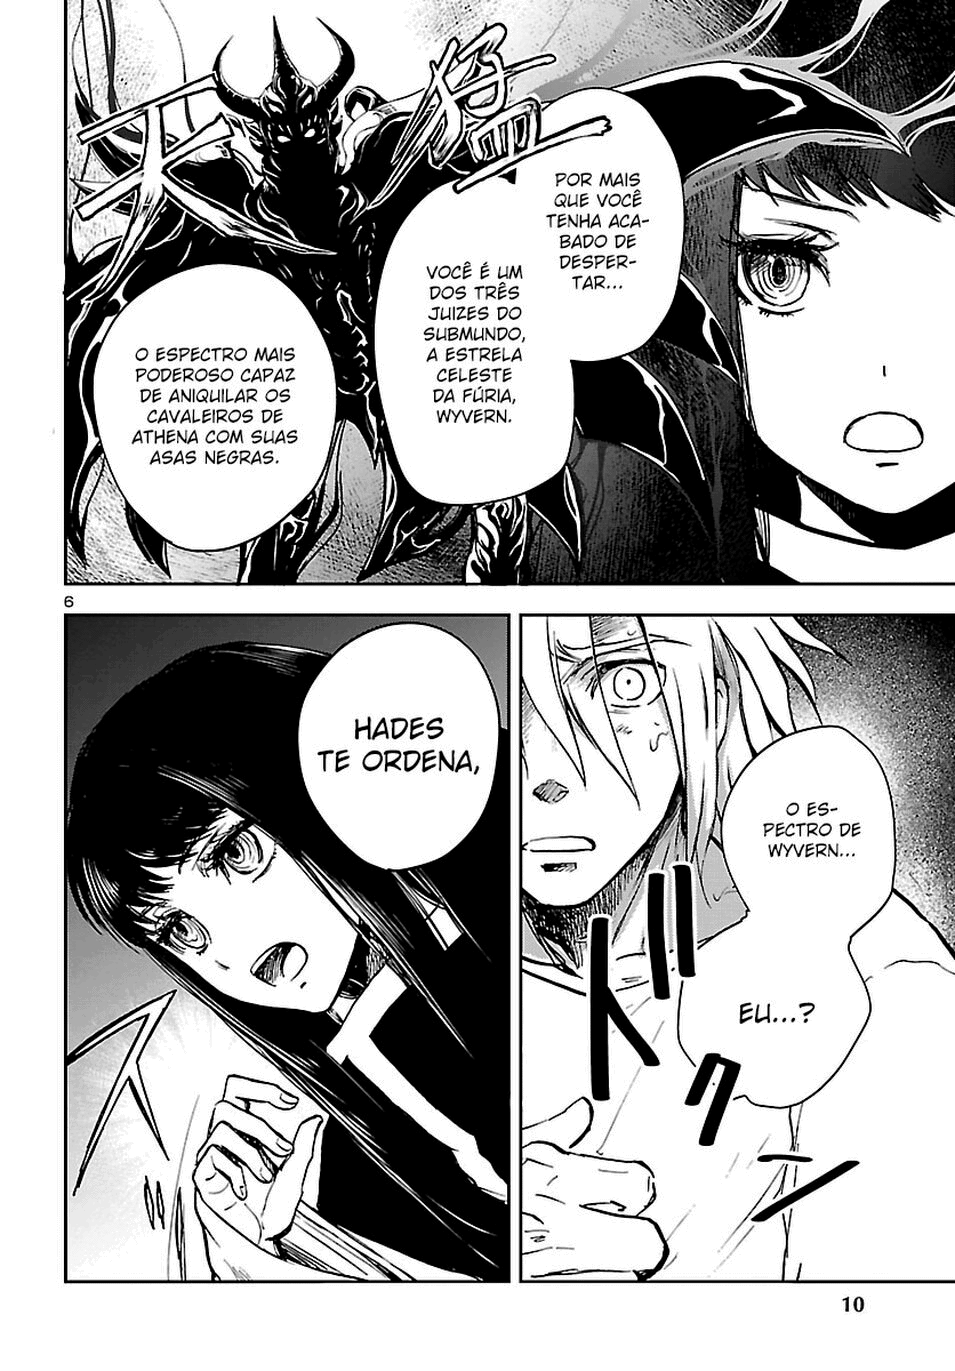 POR MAIS
QUE VOCÊ
TENHA ACA-
BADO DE
DESPER-
TAR...
VOCÊ É UM
DOS TRÊS
JUIZES DO
SUBMUNDO,
A ESTRELA
CELESTE
DA FÚRIA,
WYVERN.
O ESPECTRO MAIS
PODEROSO CAPAZ
DE ANIQUILAR OS
CAVALEIROS DE
ATHENA COM SUAS
ASAS NEGRAS.
6
O ES-
PECTRO DE
WYVERN...
EU...?
HADES
TE ORDENA,
10